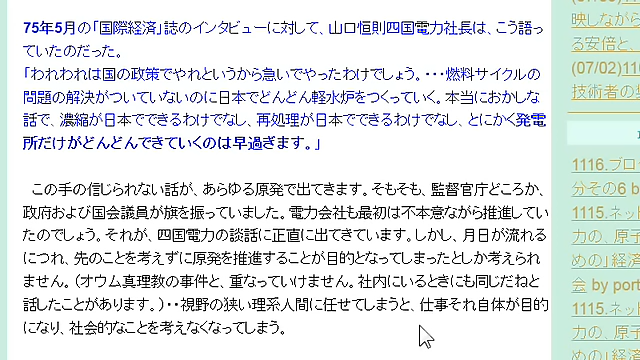 75年5月の「国際経済」誌のインタビューに対して、山口恒則四国電力社長は、こう語っ
ていたのだった。
「われわれは国の政策でやれというから急いでやったわけでしょう。・・・燃料サイクルの
問題の解決がついていないのに日本でどんどん軽水炉をつくっていく。本当におかしな
話で、濃縮が日本でできるわけでなし、再処理が日本でできるわけでなし、とにかく発電
所だけがどんどんできていくのは早過ぎます。」
この手の信じられない話が、あらゆる原発で出てきます。そもそも、監督官庁どころか、
政府および国会議員が旗を振っていました。電力会社も最初は不本意ながら推進してい
たのでしょう。それが、四国電力の談話に正直に出てきています。しかし、月日が流れる
につれ、先のことを考えずに原発を推進することが目的となってしまったとしか考えられ
ません。（オウム真理教の事件と、重なっていけません。社内にいるときにも同じだねと
話したことがあります。）・・視野の狭い理系人間に任せてしまうと、仕事それ自体が目的
になり、社会的なことを考えなくなってしまう。
映しながら
る安倍と、
(07/02)110
技術者の
1116.ブロ
分その6 b
1115.ネッ
力の、原子
めの」経済
会 by port
1115.ネッ
力の、原子
めの」経済